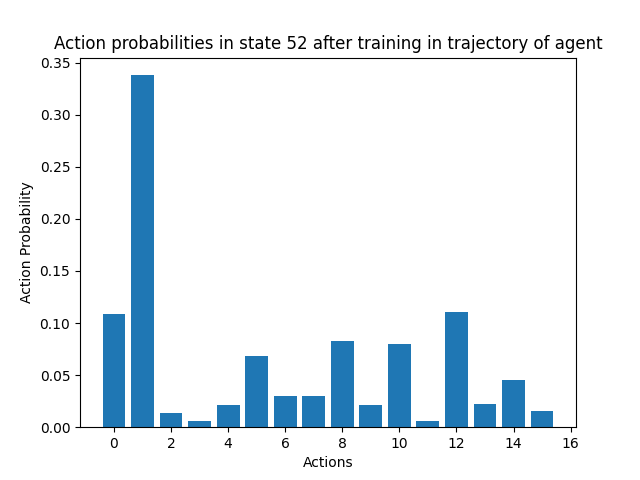 Action probabilities in state 52 after training in trajectory of agent
0.35
0.30
0.25
0.20
0.15
0.10
0.05
0.00
Action Probability
0 2 4 6 8 10 12 14 16
Actions